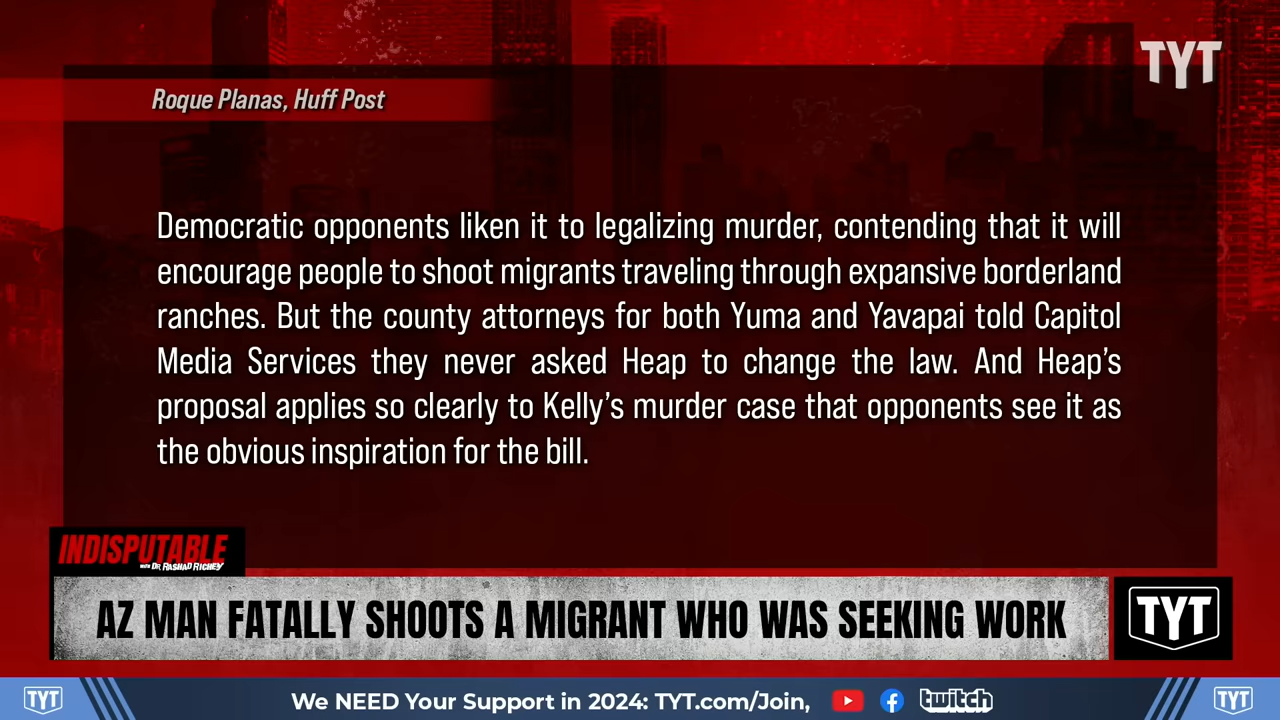 TYT
Roque Planas, Huff Post
Democratic opponents liken it to legalizing murder, contending that it will
encourage people to shoot migrants traveling through expansive borderland
ranches. But the county attorneys for both Yuma and Yavapai told Capitol
Media Services they never asked Heap to change the law. And Heap’s
proposal applies so clearly to Kelly’s murder case that opponents see it as
the obvious inspiration for the bill.
INDISPUTABLE
WITH DR. RASHAD RICHEY
AZ MAN FATALLY SHOOTS A MIGRANT WHO WAS SEEKING WORK
TYT
TYT
We NEED Your Support in 2024: TYT.com/Join,
twitch
TYT